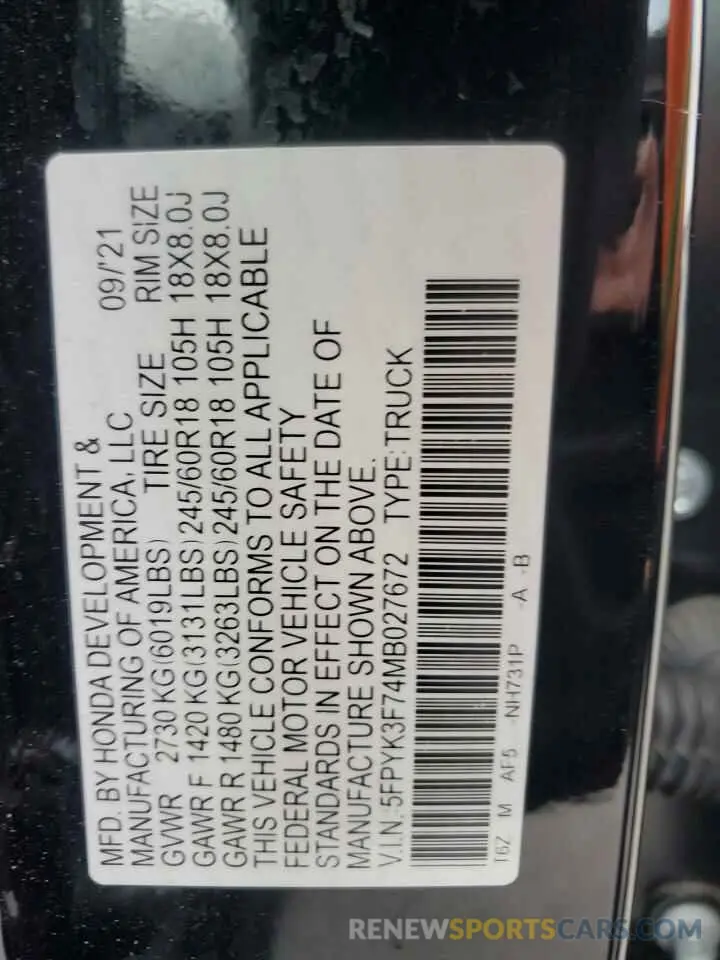 MFD. BY HONDA DEVELOPMENT &
MANUFACTURING OF AMERICA, LLC 09/'21
GVWR 2730 KG (6019LBS) TIRE SIZE RIM SIZE
GAWR F 1420 KG (3131LBS) 245/60R18 105H 18X8.0J
GAWR R 1480 KG (3263LBS) 245/60R18 105H 18X8.0J
THIS VEHICLE CONFORMS TO ALL APPLICABLE
FEDERAL MOTOR VEHICLE SAFETY
STANDARDS IN EFFECT ON THE DATE OF
MANUFACTURE SHOWN ABOVE.
V.I.N.: 5FPYK3F74MB027672 TYPE: TRUCK
T6Z M AF5 -NH731P -A -B
RENEWSPORTSCARS.COM